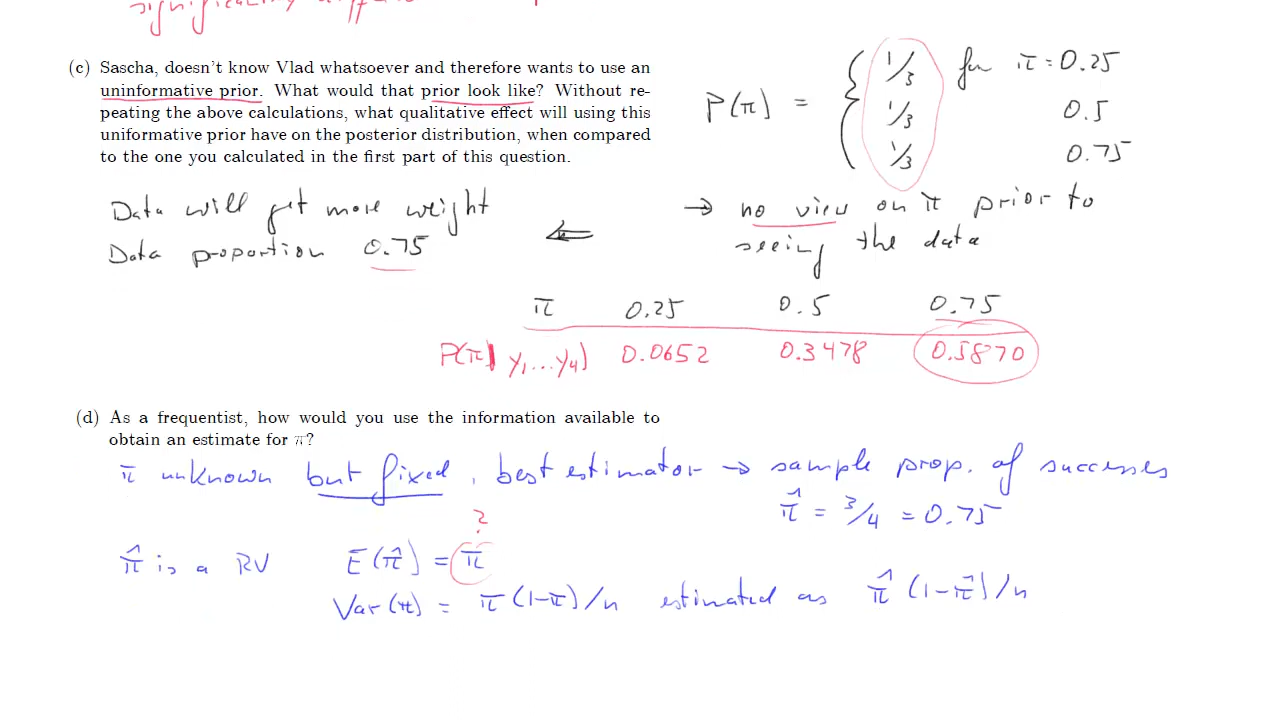 (c) Sascha, doesn't know Vlad whatsoever and therefore wants to use an
uninformative prior. What would that prior look like? Without re-
peating the above calculations, what qualitative effect will using this
uniformative prior have on the posterior distribution, when compared
to the one you calculated in the first part of this question.
P(π) = { 1/3 for π = 0.25
1/3 0.5
1/3 0.75
→ no view on π prior to
seeing the data
⇐
Data will get more weight
Data proportion 0.75
π 0.25 0.5 0.75
P(π| y₁...y₄) 0.0652 0.3478 0.5870
(d) As a frequentist, how would you use the information available to
obtain an estimate for π?
π unknown but fixed, best estimator → sample prop. of successes
π̂ = 3/4 = 0.75
?
π̂ is a RV E(π̂) = π
Var(π̂) = π(1-π)/n estimated as π̂(1-π̂)/n